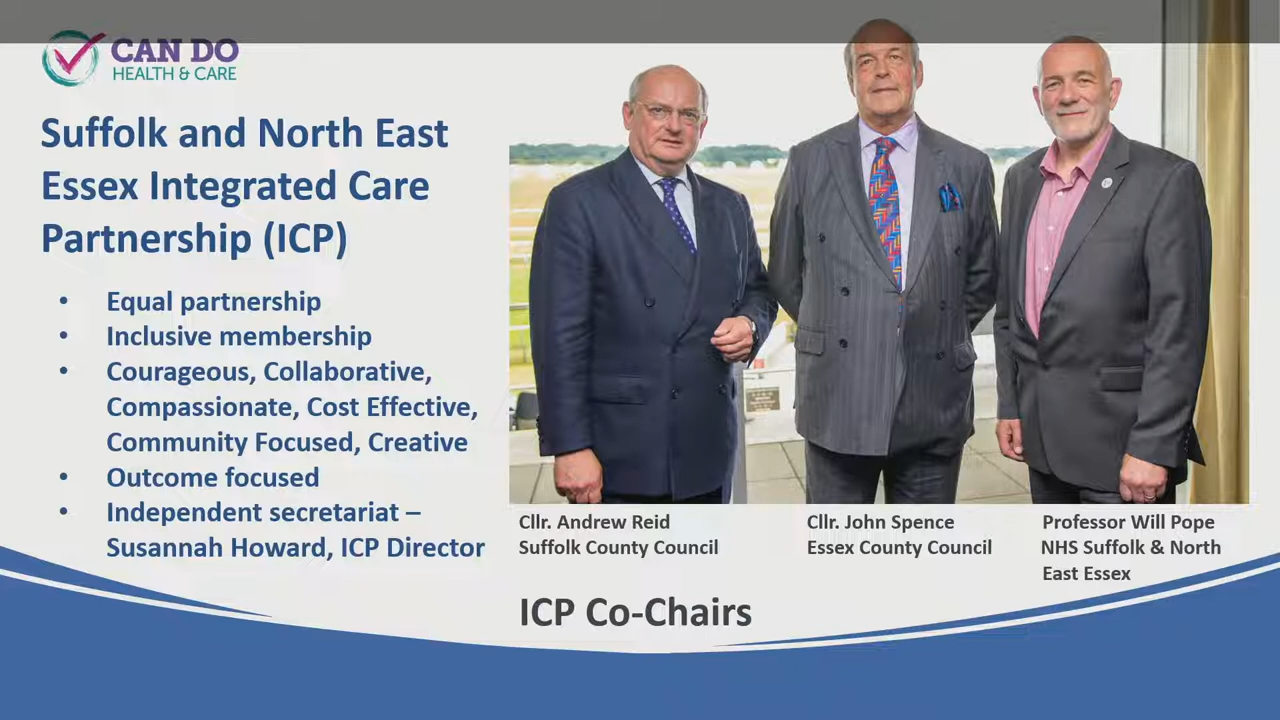 CAN DO
HEALTH & CARE
Suffolk and North East
Essex Integrated Care
Partnership (ICP)
• Equal partnership
• Inclusive membership
• Courageous, Collaborative,
Compassionate, Cost Effective,
Community Focused, Creative
• Outcome focused
• Independent secretariat –
Susannah Howard, ICP Director
Cllr. Andrew Reid
Suffolk County Council
Cllr. John Spence
Essex County Council
Professor Will Pope
NHS Suffolk & North
East Essex
ICP Co-Chairs